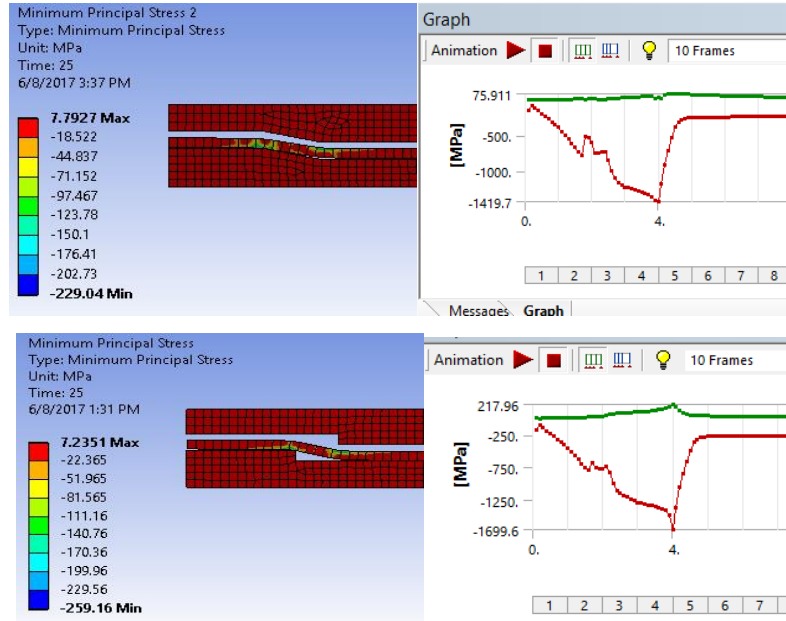 Minimum Principal Stress 2
Type: Minimum Principal Stress
Unit: MPa
Time: 25
6/8/2017 3:37 PM
7.7927 Max
-18.522
-44.837
-71.152
-97.467
-123.78
-150.1
-176.41
-202.73
-229.04 Min
Graph
Animation 10 Frames
75.911
-500.
-1000.
-1419.7
[MPa]
0. 4.
1 2 3 4 5 6 7 8
Messages Graph
Minimum Principal Stress
Type: Minimum Principal Stress
Unit: MPa
Time: 25
6/8/2017 1:31 PM
7.2351 Max
-22.365
-51.965
-81.565
-111.16
-140.76
-170.36
-199.96
-229.56
-259.16 Min
Animation 10 Frames
217.96
-250.
-750.
-1250.
-1699.6
[MPa]
0. 4.
1 2 3 4 5 6 7